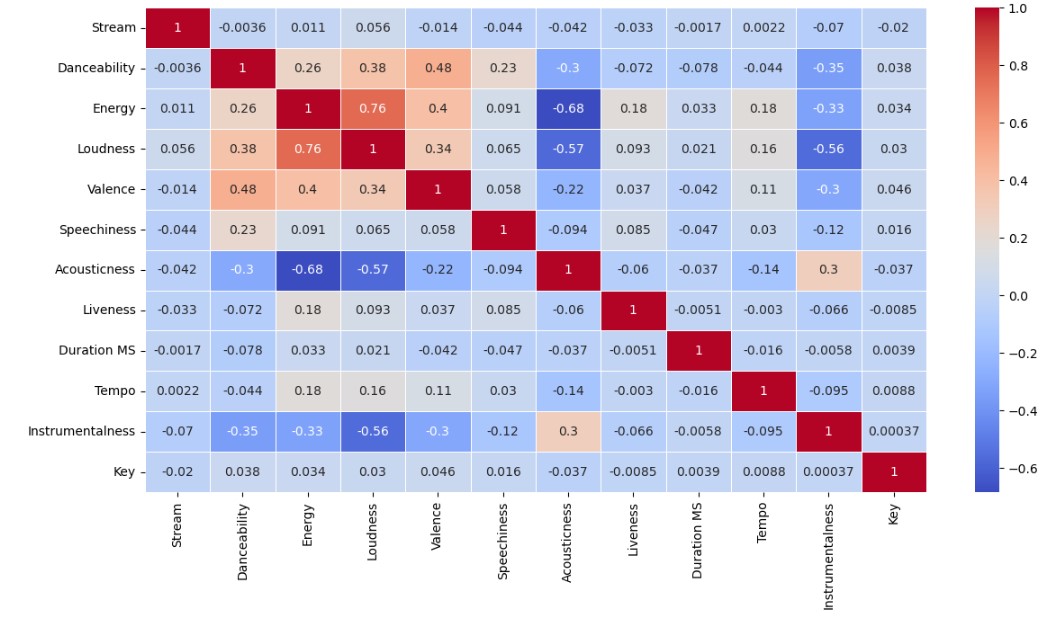 Stream 1 -0.0036 0.011 0.056 -0.014 -0.044 -0.042 -0.033 -0.0017 0.0022 -0.07 -0.02
Danceability -0.0036 1 0.26 0.38 0.48 0.23 -0.3 -0.072 -0.078 -0.044 -0.35 0.038
Energy 0.011 0.26 1 0.76 0.4 0.091 -0.68 0.18 0.033 0.18 -0.33 0.034
Loudness 0.056 0.38 0.76 1 0.34 0.065 -0.57 0.093 0.021 0.16 -0.56 0.03
Valence -0.014 0.48 0.4 0.34 1 0.058 -0.22 0.037 -0.042 0.11 -0.3 0.046
Speechiness -0.044 0.23 0.091 0.065 0.058 1 -0.094 0.085 -0.047 0.03 -0.12 0.016
Acousticness -0.042 -0.3 -0.68 -0.57 -0.22 -0.094 1 -0.06 -0.037 -0.14 0.3 -0.037
Liveness -0.033 -0.072 0.18 0.093 0.037 0.085 -0.06 1 -0.0051 -0.003 -0.066 -0.0085
Duration MS -0.0017 -0.078 0.033 0.021 -0.042 -0.047 -0.037 -0.0051 1 -0.016 -0.0058 0.0039
Tempo 0.0022 -0.044 0.18 0.16 0.11 0.03 -0.14 -0.003 -0.016 1 -0.095 0.0088
Instrumentalness -0.07 -0.35 -0.33 -0.56 -0.3 -0.12 0.3 -0.066 -0.0058 -0.095 1 0.00037
Key -0.02 0.038 0.034 0.03 0.046 0.016 -0.037 -0.0085 0.0039 0.0088 0.00037 1
Stream Danceability Energy Loudness Valence Speechiness Acousticness Liveness Duration MS Tempo Instrumentalness Key
1.0
0.8
0.6
0.4
0.2
0.0
−0.2
−0.4
−0.6